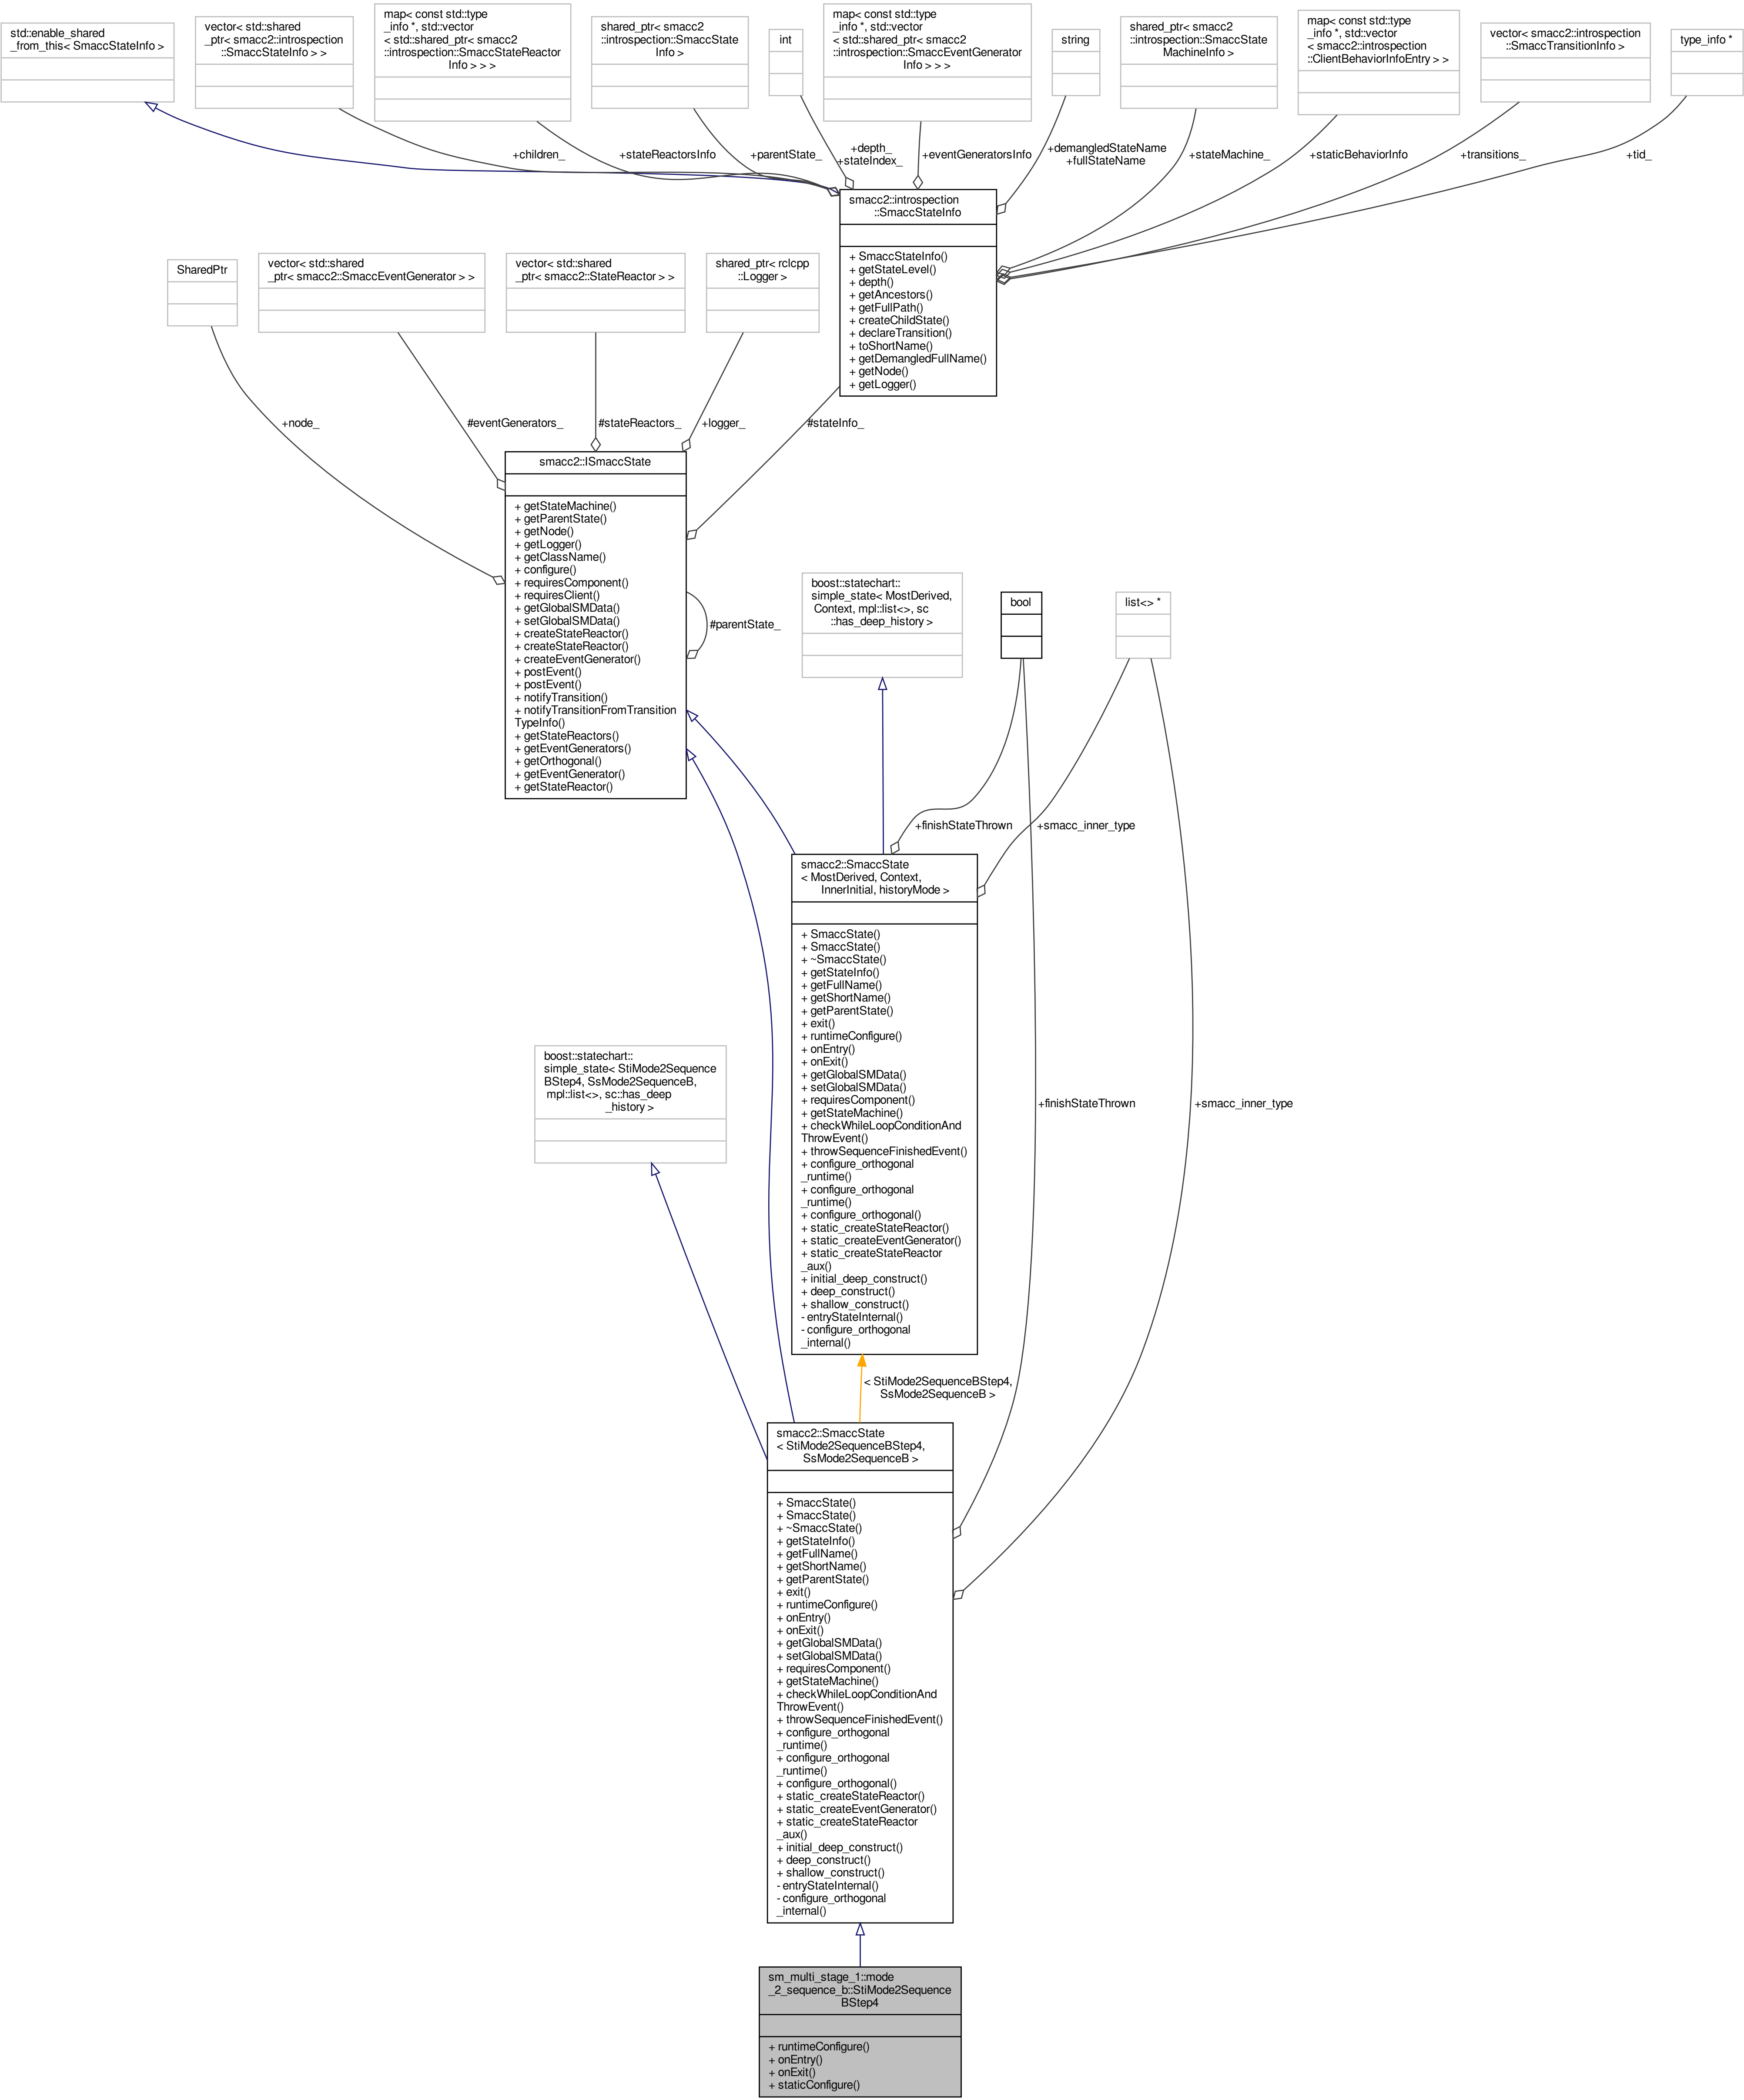 std::enable_shared
_from_this< SmaccStateInfo >
vector< std::shared
_ptr< smacc2::introspection
::SmaccStateInfo > >
map< const std::type
_info *, std::vector
< std::shared_ptr< smacc2
::introspection::SmaccStateReactor
Info > > >
shared_ptr< smacc2
::introspection::SmaccState
Info >
int
map< const std::type
_info *, std::vector
< std::shared_ptr< smacc2
::introspection::SmaccEventGenerator
Info > > >
string
shared_ptr< smacc2
::introspection::SmaccState
MachineInfo >
map< const std::type
_info *, std::vector
< smacc2::introspection
::ClientBehaviorInfoEntry > >
vector< smacc2::introspection
::SmaccTransitionInfo >
type_info *
+children_
+stateReactorsInfo
+parentState_
+depth_
+stateIndex_
+eventGeneratorsInfo
+demangledStateName
+fullStateName
+stateMachine_
+staticBehaviorInfo
+transitions_
+tid_
smacc2::introspection
::SmaccStateInfo
+ SmaccStateInfo()
+ getStateLevel()
+ depth()
+ getAncestors()
+ getFullPath()
+ createChildState()
+ declareTransition()
+ toShortName()
+ getDemangledFullName()
+ getNode()
+ getLogger()
SharedPtr
vector< std::shared
_ptr< smacc2::SmaccEventGenerator > >
vector< std::shared
_ptr< smacc2::StateReactor > >
shared_ptr< rclcpp
::Logger >
+node_
#eventGenerators_
#stateReactors_
+logger_
#stateInfo_
smacc2::ISmaccState
+ getStateMachine()
+ getParentState()
+ getNode()
+ getLogger()
+ getClassName()
+ configure()
+ requiresComponent()
+ requiresClient()
+ getGlobalSMData()
+ setGlobalSMData()
+ createStateReactor()
+ createStateReactor()
+ createEventGenerator()
+ postEvent()
+ postEvent()
+ notifyTransition()
+ notifyTransitionFromTransition
TypeInfo()
+ getStateReactors()
+ getEventGenerators()
+ getOrthogonal()
+ getEventGenerator()
+ getStateReactor()
#parentState_
boost::statechart::
simple_state< MostDerived,
Context, mpl::list<>, sc
::has_deep_history >
bool
list<> *
+finishStateThrown
+smacc_inner_type
smacc2::SmaccState
< MostDerived, Context,
InnerInitial, historyMode >
+ SmaccState()
+ SmaccState()
+ ~SmaccState()
+ getStateInfo()
+ getFullName()
+ getShortName()
+ getParentState()
+ exit()
+ runtimeConfigure()
+ onEntry()
+ onExit()
+ getGlobalSMData()
+ setGlobalSMData()
+ requiresComponent()
+ getStateMachine()
+ checkWhileLoopConditionAnd
ThrowEvent()
+ throwSequenceFinishedEvent()
+ configure_orthogonal
_runtime()
+ configure_orthogonal
_runtime()
+ configure_orthogonal()
+ static_createStateReactor()
+ static_createEventGenerator()
+ static_createStateReactor
_aux()
+ initial_deep_construct()
+ deep_construct()
+ shallow_construct()
- entryStateInternal()
- configure_orthogonal
_internal()
boost::statechart::
simple_state< StiMode2Sequence
BStep4, SsMode2SequenceB,
mpl::list<>, sc::has_deep
_history >
+finishStateThrown
+smacc_inner_type
< StiMode2SequenceBStep4,
SsMode2SequenceB >
smacc2::SmaccState
< StiMode2SequenceBStep4,
SsMode2SequenceB >
+ SmaccState()
+ SmaccState()
+ ~SmaccState()
+ getStateInfo()
+ getFullName()
+ getShortName()
+ getParentState()
+ exit()
+ runtimeConfigure()
+ onEntry()
+ onExit()
+ getGlobalSMData()
+ setGlobalSMData()
+ requiresComponent()
+ getStateMachine()
+ checkWhileLoopConditionAnd
ThrowEvent()
+ throwSequenceFinishedEvent()
+ configure_orthogonal
_runtime()
+ configure_orthogonal
_runtime()
+ configure_orthogonal()
+ static_createStateReactor()
+ static_createEventGenerator()
+ static_createStateReactor
_aux()
+ initial_deep_construct()
+ deep_construct()
+ shallow_construct()
- entryStateInternal()
- configure_orthogonal
_internal()
sm_multi_stage_1::mode
_2_sequence_b::StiMode2Sequence
BStep4
+ runtimeConfigure()
+ onEntry()
+ onExit()
+ staticConfigure()